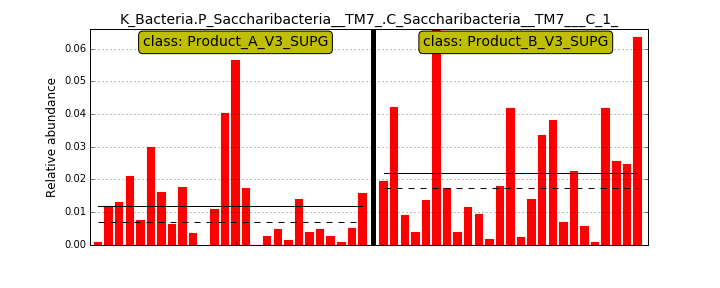 K_Bacteria.P_Saccharibacteria__TM7_.C_Saccharibacteria__TM7___C_1_
class: Product_A_V3_SUPG
class: Product_B_V3_SUPG
Relative abundance
0.06
0.05
0.04
0.03
0.02
0.01
0.00